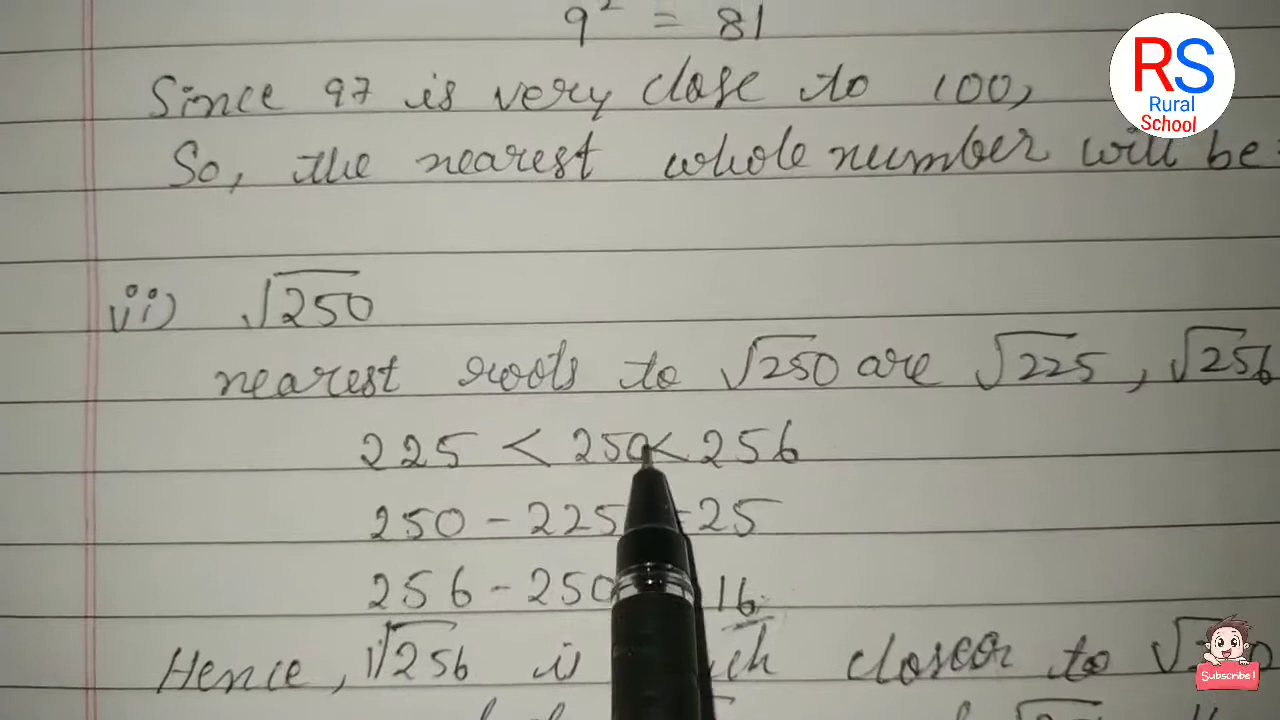 9² = 81
Since 97 is very close to 100,
So, the nearest whole number will be
RS
Rural
School
vii) √250
nearest roots to √250 are √225, √256
225 < 250 < 256
250 - 225 = 25
256 - 250 16
Hence, √256 is closer to
Subscribe!